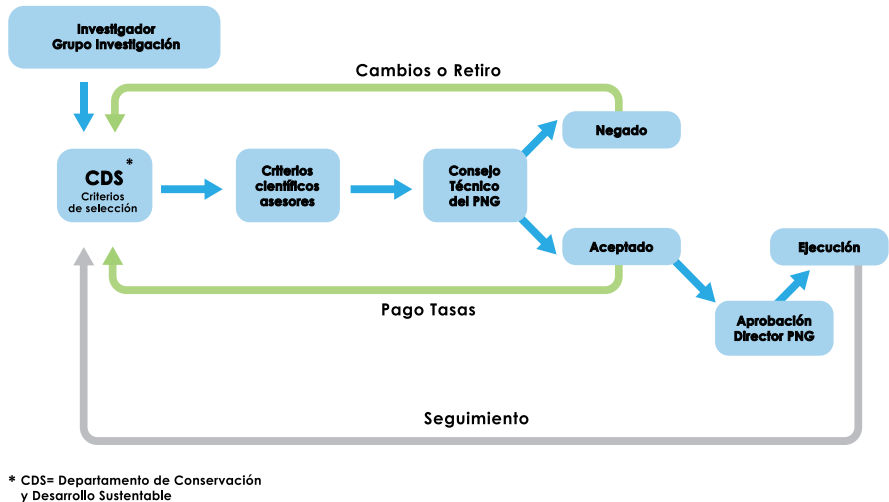 Investigador
Grupo Investigación
Cambios o Retiro
Negado
CDS *
Criterios
de selección
Criterios
científicos
asesores
Consejo
Técnico
del PNG
Aceptado
Ejecución
Pago Tasas
Aprobación
Director PNG
Seguimiento
* CDS= Departamento de Conservación
y Desarrollo Sustentable